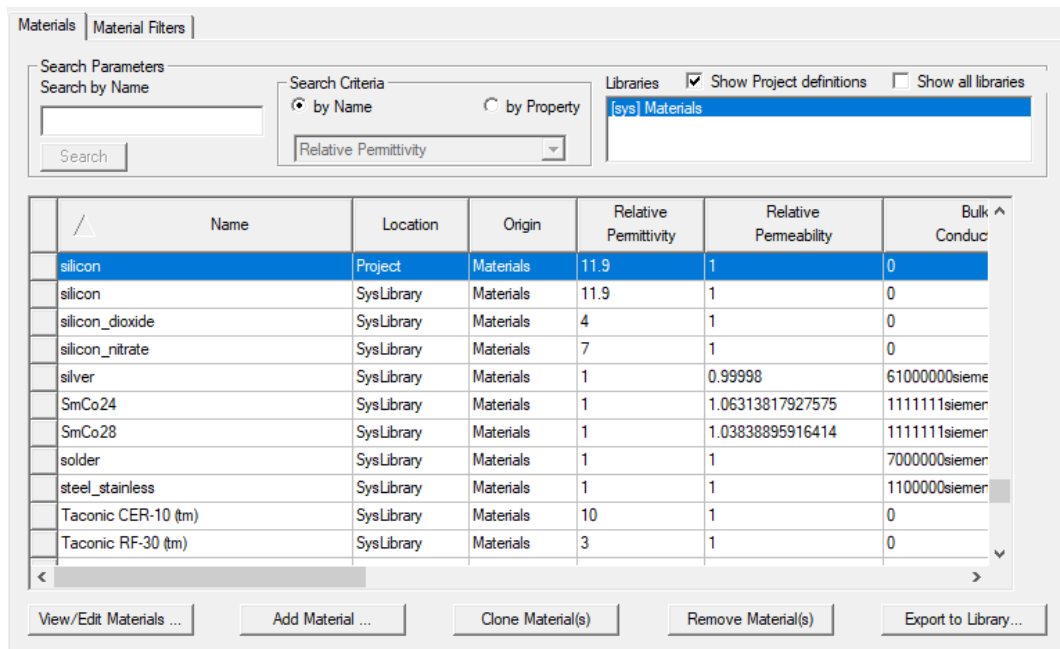 Materials Material Filters
Search Parameters
Search by Name
Search
Search Criteria
by Name by Property
Relative Permittivity
Libraries Show Project definitions Show all libraries
[sys] Materials
Name Location Origin Relative Permittivity Relative Permeability Bulk Conduc
silicon Project Materials 11.9 1 0
silicon SysLibrary Materials 11.9 1 0
silicon_dioxide SysLibrary Materials 4 1 0
silicon_nitrate SysLibrary Materials 7 1 0
silver SysLibrary Materials 1 0.99998 61000000sieme
SmCo24 SysLibrary Materials 1 1.06313817927575 1111111siemen
SmCo28 SysLibrary Materials 1 1.03838895916414 1111111siemen
solder SysLibrary Materials 1 1 7000000siemen
steel_stainless SysLibrary Materials 1 1 1100000siemen
Taconic CER-10 (tm) SysLibrary Materials 10 1 0
Taconic RF-30 (tm) SysLibrary Materials 3 1 0
View/Edit Materials ... Add Material ... Clone Material(s) Remove Material(s) Export to Library...